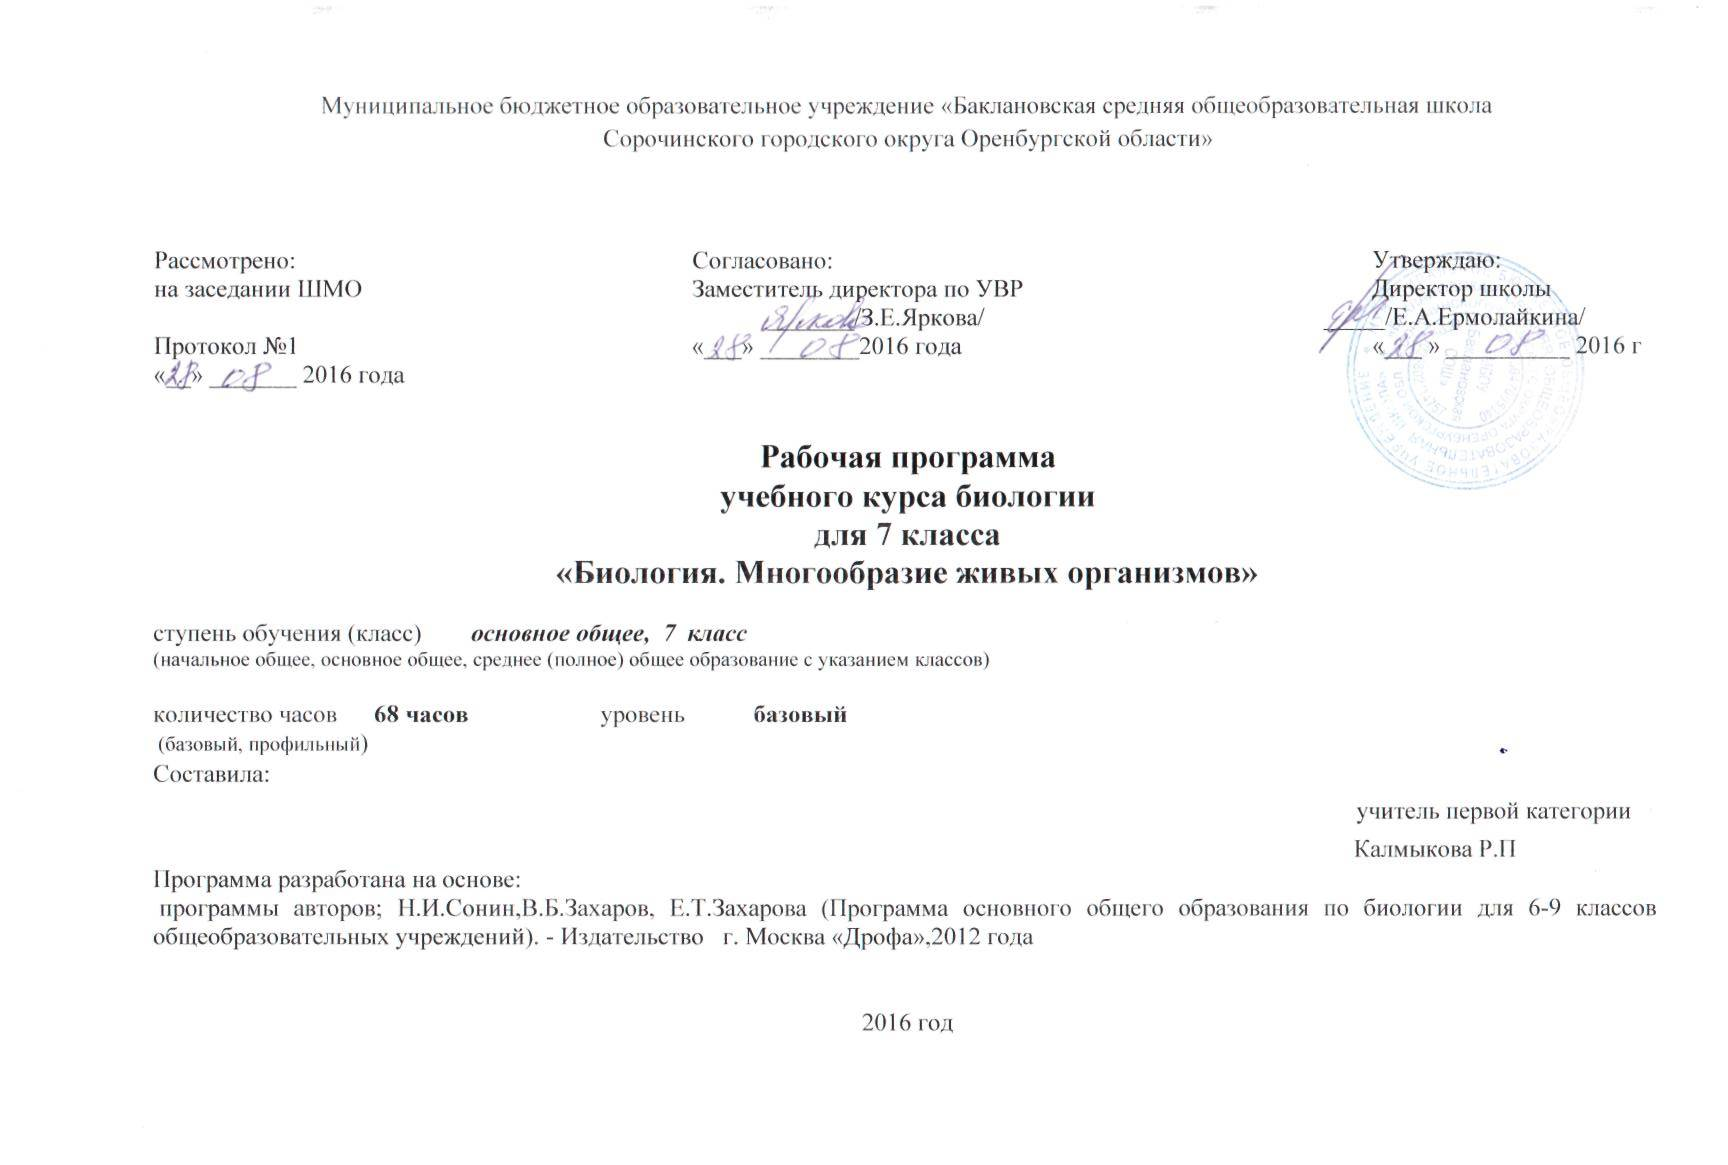 Муниципальное бюджетное образовательное учреждение «Баклановская средняя общеобразовательная школа
Сорочинского городского округа Оренбургской области»
Рассмотрено:
на заседании ШМО
Протокол №1
«28» 08 2016 года
Согласовано:
Заместитель директора по УВР
/З.Е.Яркова/
«28» 08 2016 года
Утверждаю:
Директор школы
/Е.А.Ермолайкина/
«28» 08 2016 г
Рабочая программа
учебного курса биологии
для 7 класса
«Биология. Многообразие живых организмов»
ступень обучения (класс) основное общее, 7 класс
(начальное общее, основное общее, среднее (полное) общее образование с указанием классов)
количество часов 68 часов уровень базовый
(базовый, профильный)
Составила:
учитель первой категории
Калмыкова Р.П
Программа разработана на основе:
программы авторов; Н.И.Сонин,В.Б.Захаров, Е.Т.Захарова (Программа основного общего образования по биологии для 6-9 классов
общеобразовательных учреждений). - Издательство г. Москва «Дрофа»,2012 года
2016 год